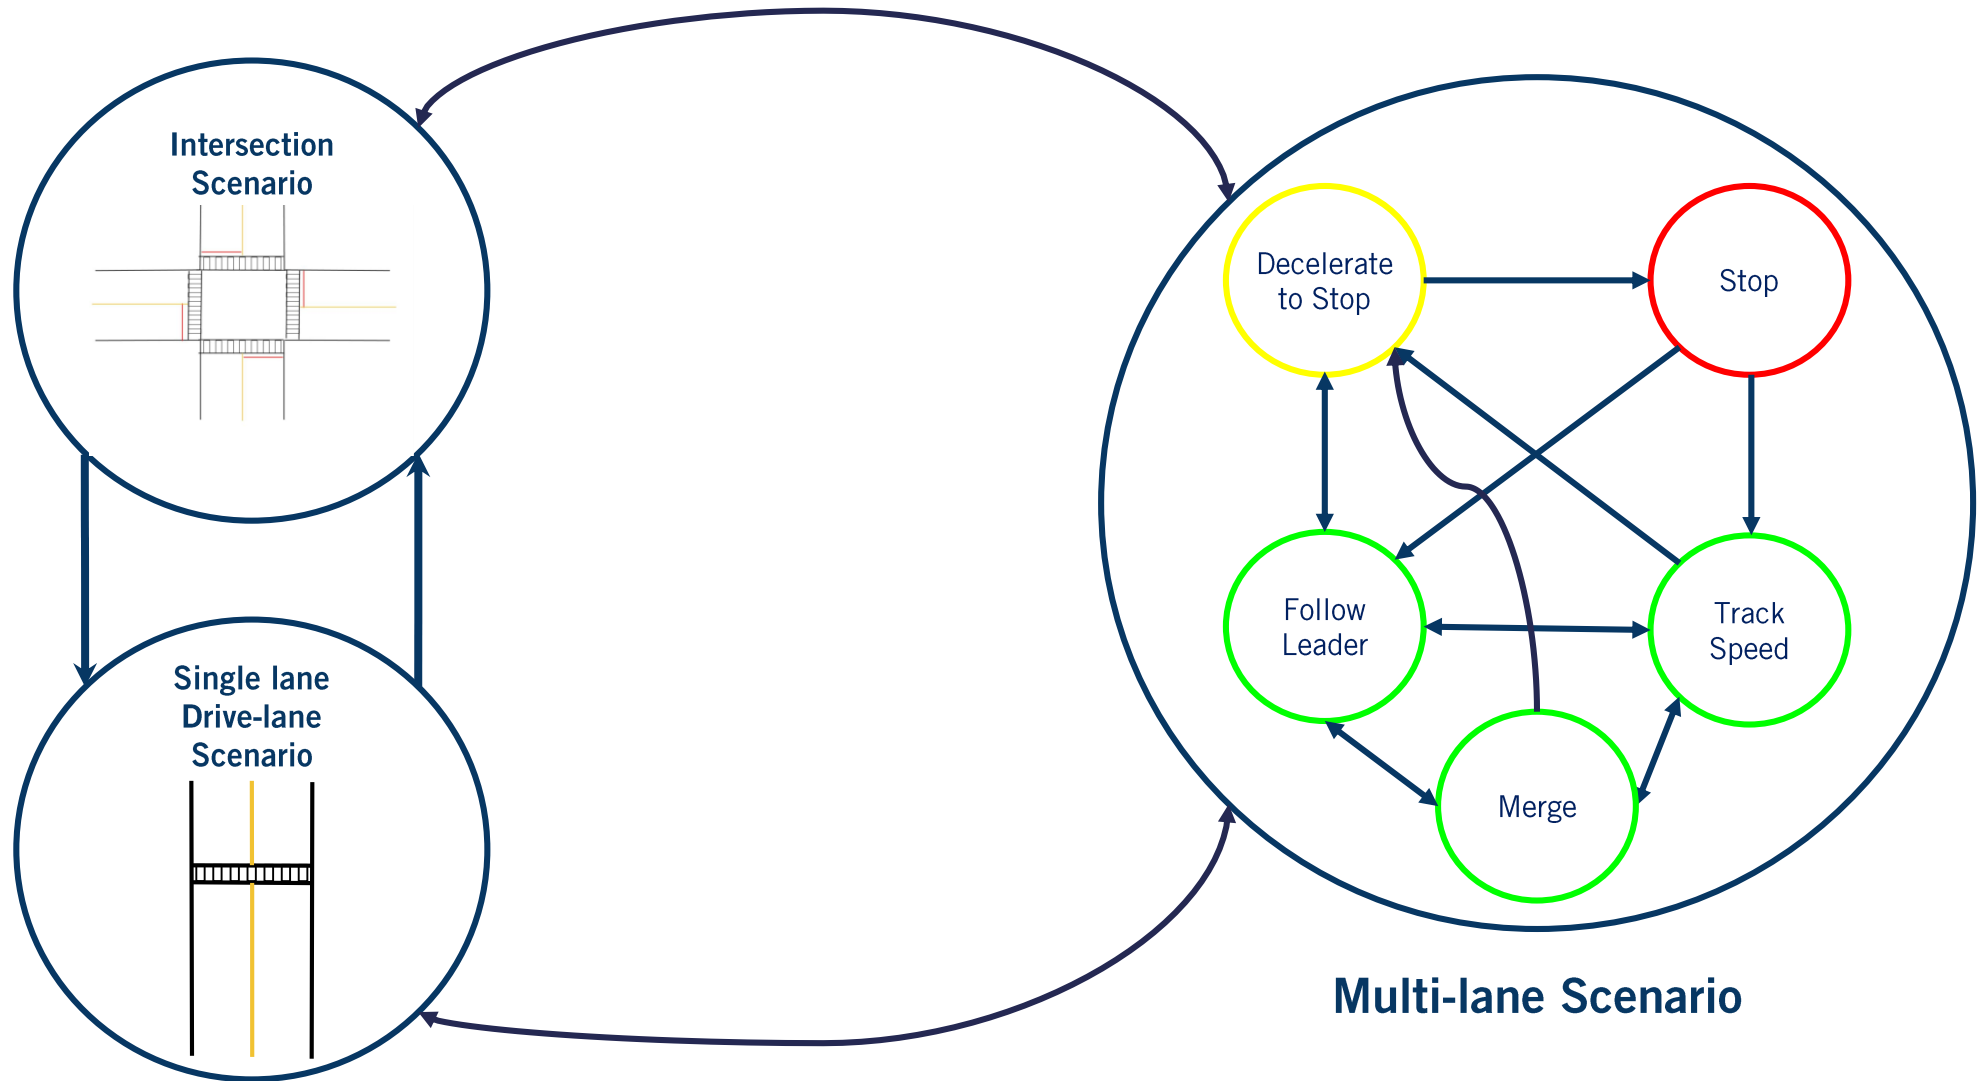 Intersection
Scenario
Single lane
Drive-lane
Scenario
Decelerate
to Stop
Stop
Follow
Leader
Track
Speed
Merge
Multi-lane Scenario